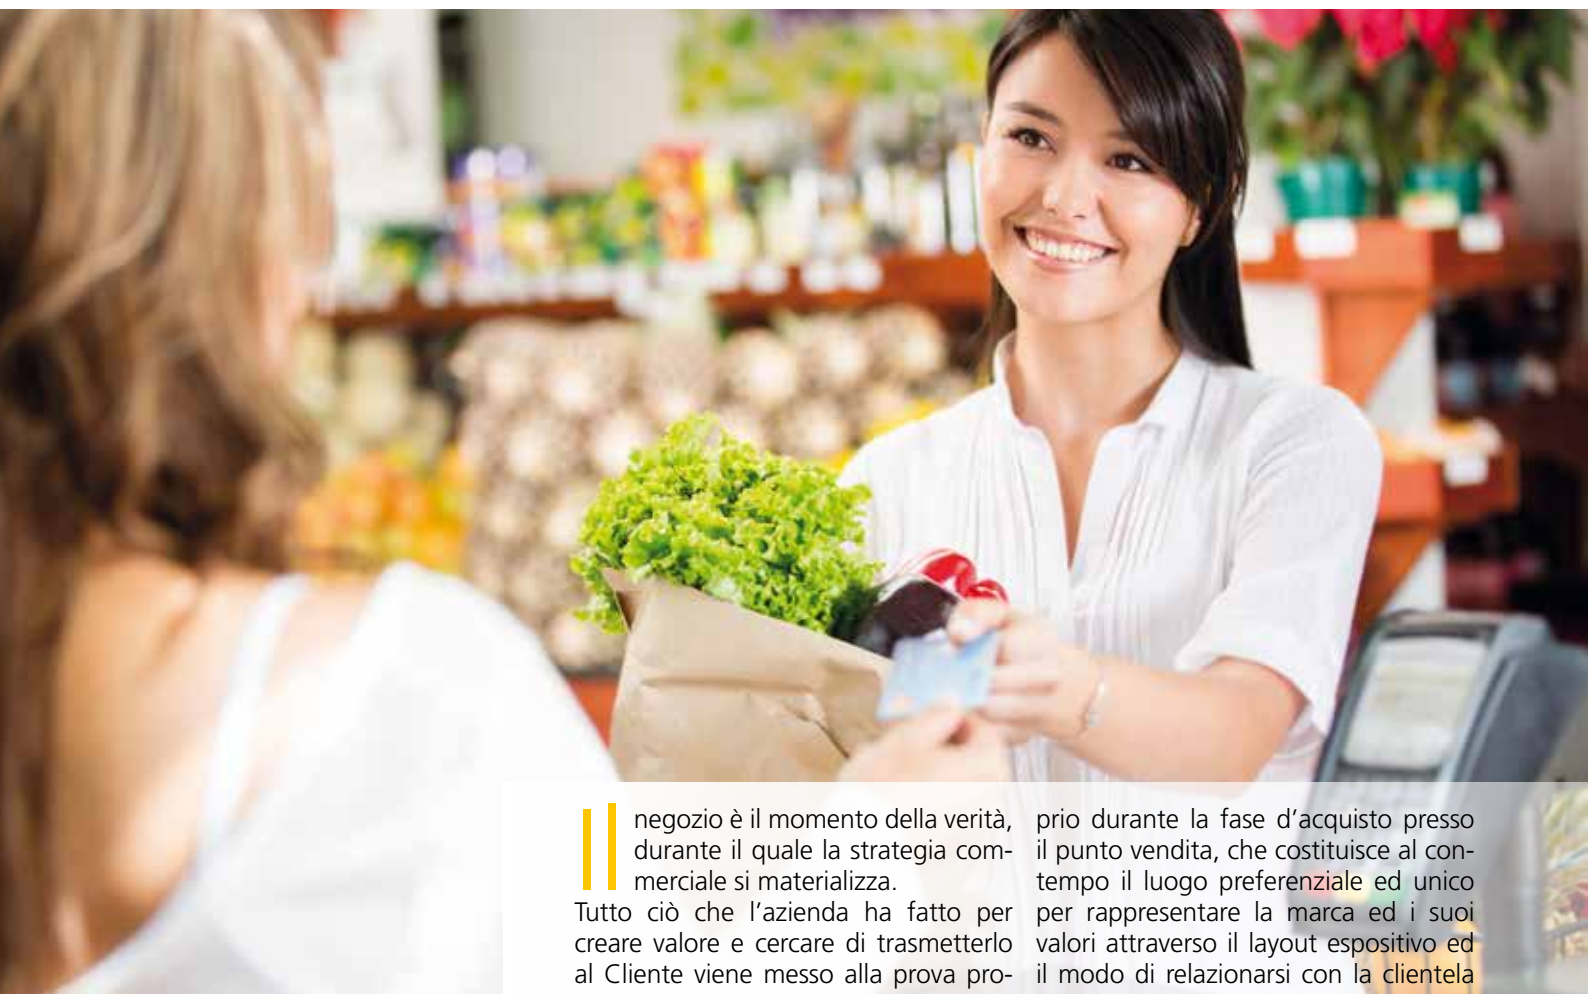 Il negozio è il momento della verità,
durante il quale la strategia com-
merciale si materializza.
Tutto ciò che l'azienda ha fatto per
creare valore e cercare di trasmetterlo
al Cliente viene messo alla prova pro-
prio durante la fase d'acquisto presso
il punto vendita, che costituisce al con-
tempo il luogo preferenziale ed unico
per rappresentare la marca ed i suoi
valori attraverso il layout espositivo ed
il modo di relazionarsi con la clientela